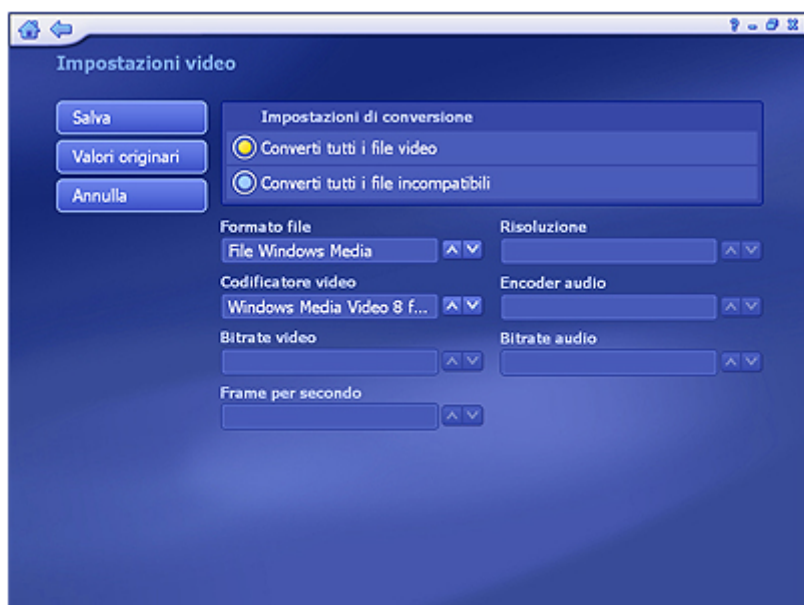 Impostazioni video
Salva
Valori originari
Annulla
Impostazioni di conversione
Converti tutti i file video
Converti tutti i file incompatibili
Formato file
File Windows Media
Risoluzione
Codificatore video
Windows Media Video 8 f...
Encoder audio
Bitrate video
Bitrate audio
Frame per secondo